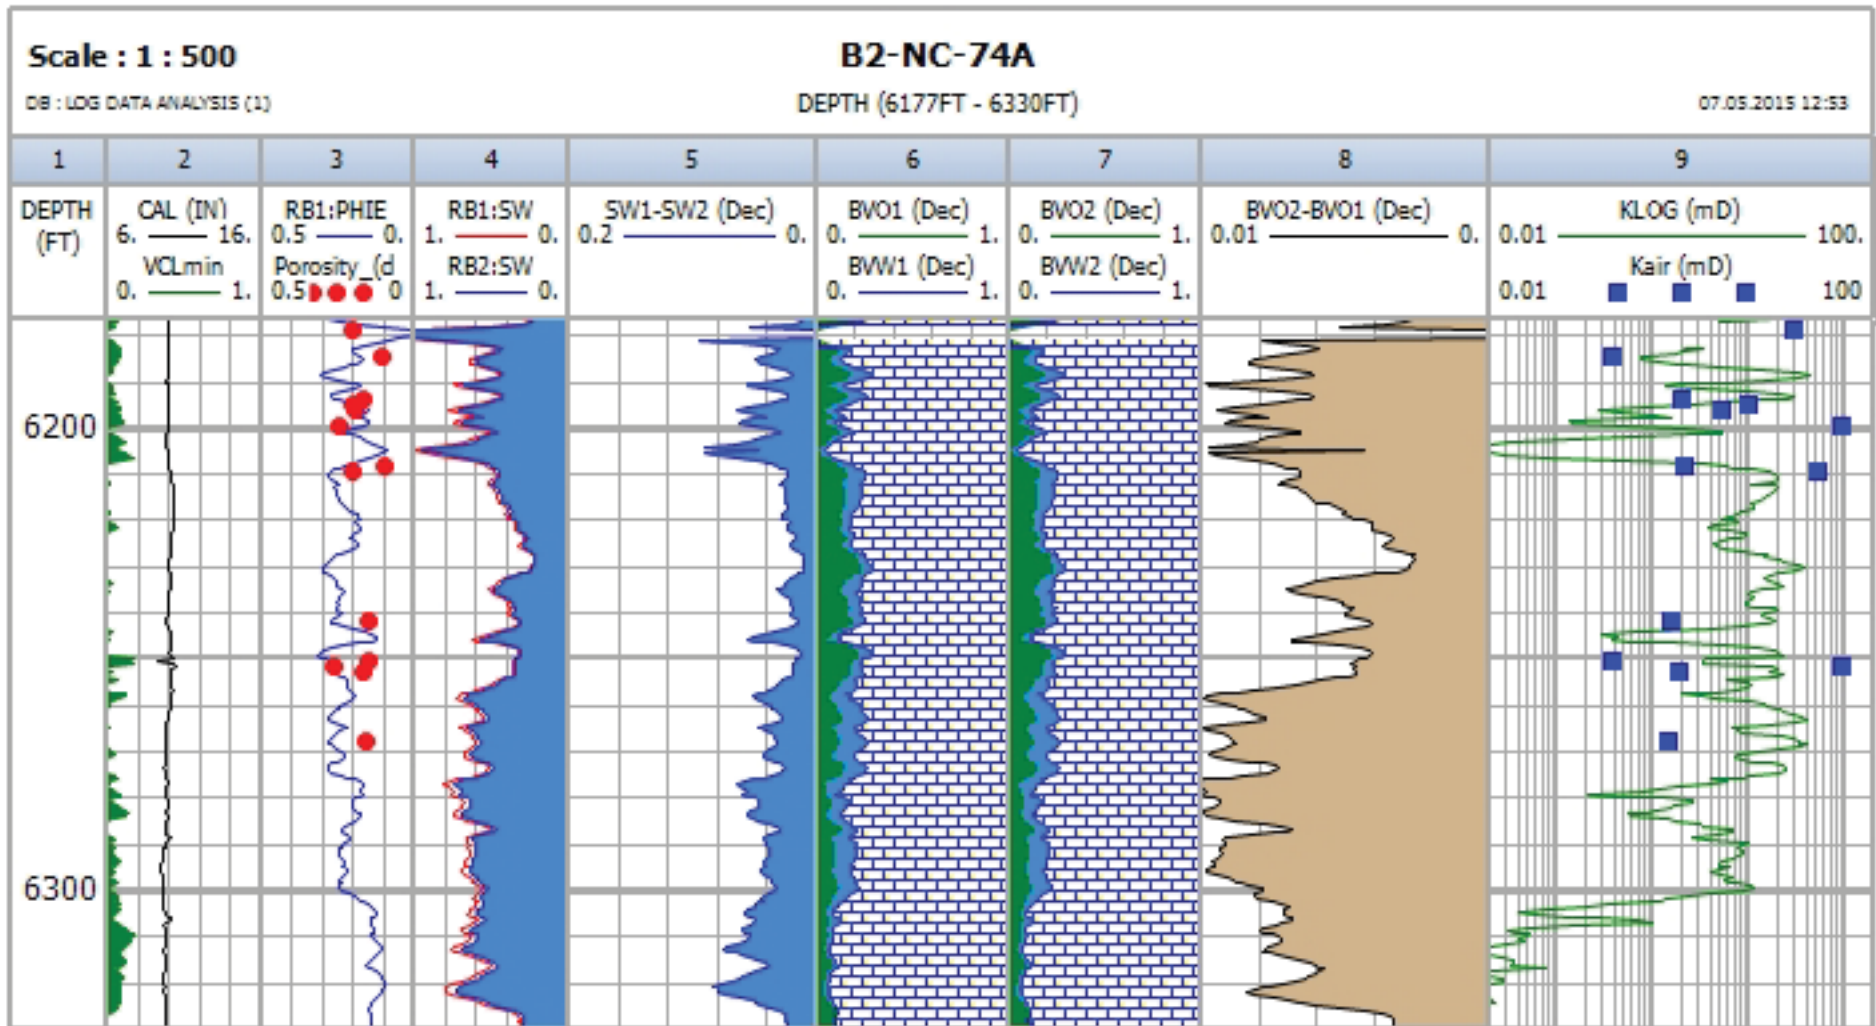 Scale : 1 : 500
B2-NC-74A
DB : LOG DATA ANALYSIS (1)
DEPTH (6177FT - 6330FT)
07.05.2015 12:53
1 2 3 4 5 6 7 8 9
DEPTH (FT)
CAL (IN)
6. 16.
VCLmin
0. 1.
RB1:PHIE
0.5 0.
Porosity_(d
0.5 0
RB1:SW
1. 0.
RB2:SW
1. 0.
SW1-SW2 (Dec)
0.2 0.
BVO1 (Dec)
0. 1.
BVW1 (Dec)
0. 1.
BVO2 (Dec)
0. 1.
BVW2 (Dec)
0. 1.
BVO2-BVO1 (Dec)
0.01 0.
KLOG (mD)
0.01 100.
Kair (mD)
0.01 100
6200
6300